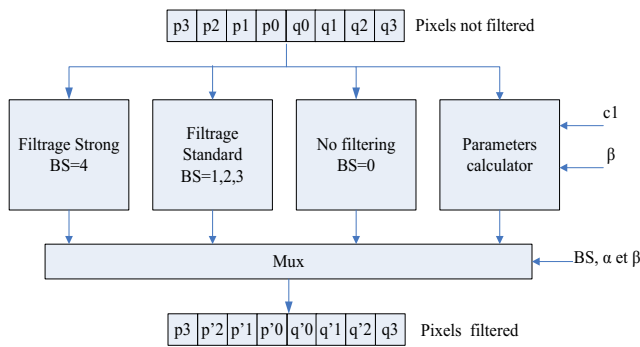 p3 p2 p1 p0 q0 q1 q2 q3 Pixels not filtered
Filtrage Strong
BS=4
Filtrage
Standard
BS=1,2,3
No filtering
BS=0
Parameters
calculator
c1
β
Mux
BS, α et β
p3 p'2 p'1 p'0 q'0 q'1 q'2 q3 Pixels filtered